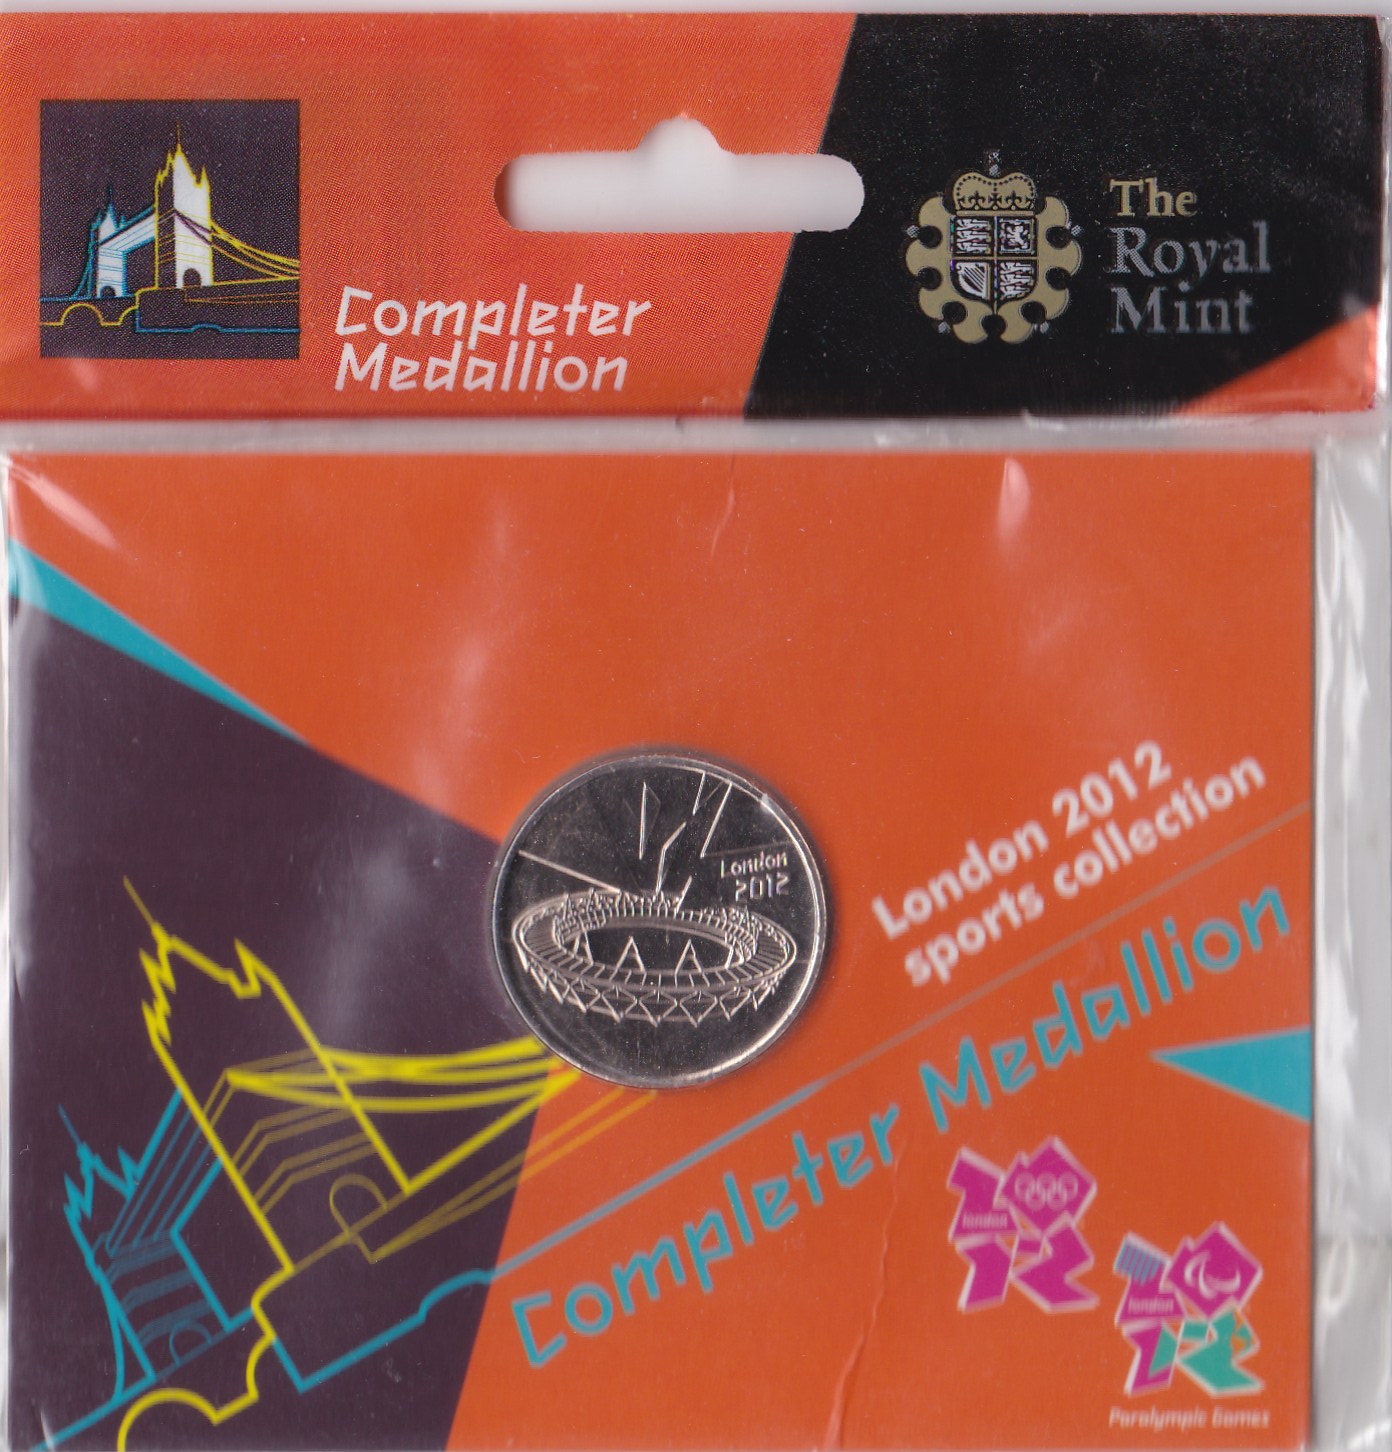 Completer
Medallion
The
Royal
Mint
London
2012
London 2012
sports collection
Completer Medallion
london
london
Paralympic Games